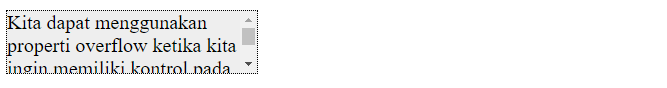 Kita dapat menggunakan
properti overflow ketika kita
ingin memiliki kontrol pada